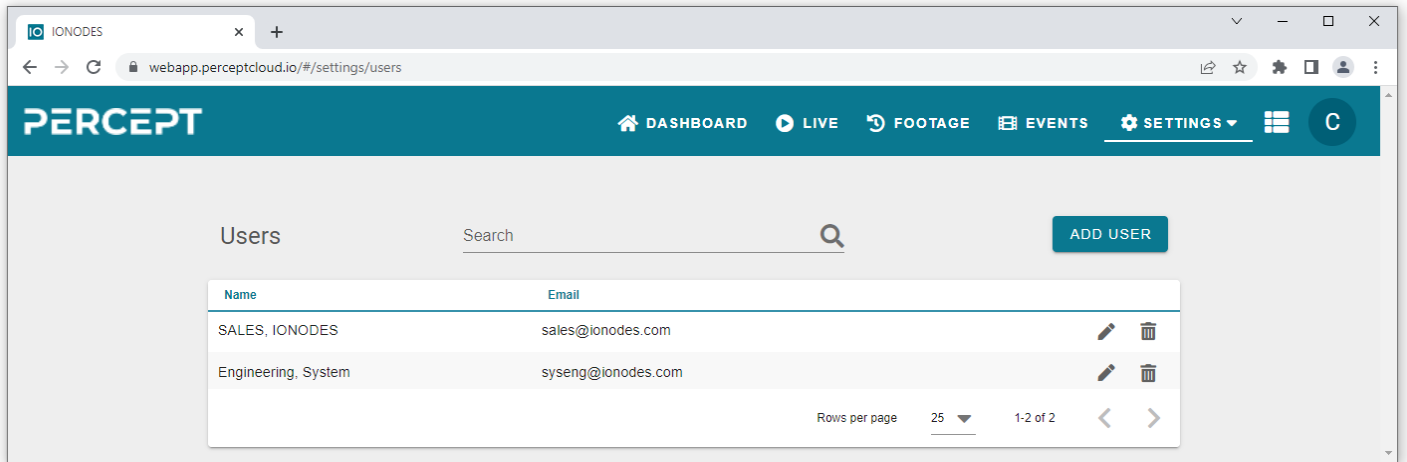 IO IONODES
webapp.perceptcloud.io/#/settings/users
PERCEPT DASHBOARD LIVE FOOTAGE EVENTS SETTINGS C
Users Search ADD USER
Name Email
SALES, IONODES sales@ionodes.com
Engineering, System syseng@ionodes.com
Rows per page 25 1-2 of 2